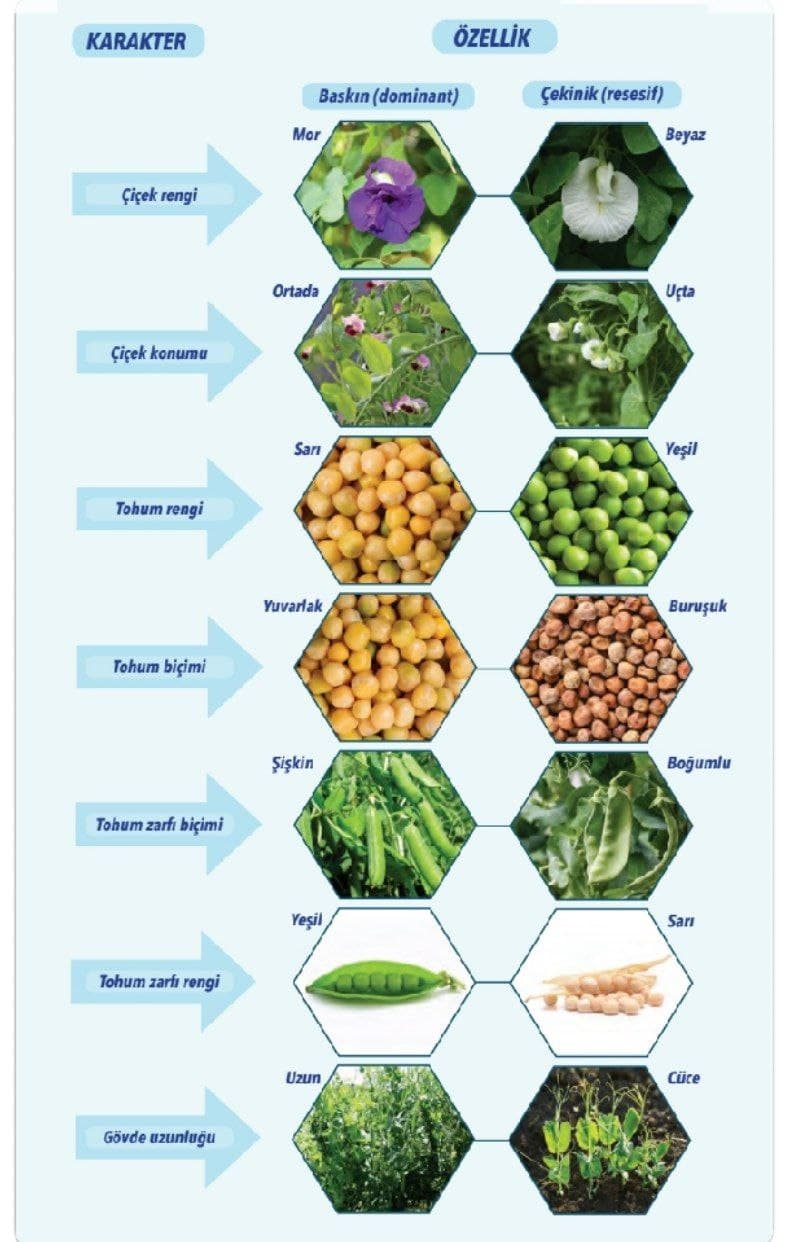 KARAKTER
ÖZELLİK
Baskın (dominant)
Çekinik (resesif)
Mor
Beyaz
Çiçek rengi
Ortada
Uçta
Çiçek konumu
Sarı
Yeşil
Tohum rengi
Yuvarlak
Buruşuk
Tohum biçimi
Şişkin
Boğumlu
Tohum zarfı biçimi
Yeşil
Sarı
Tohum zarfı rengi
Uzun
Cüce
Gövde uzunluğu